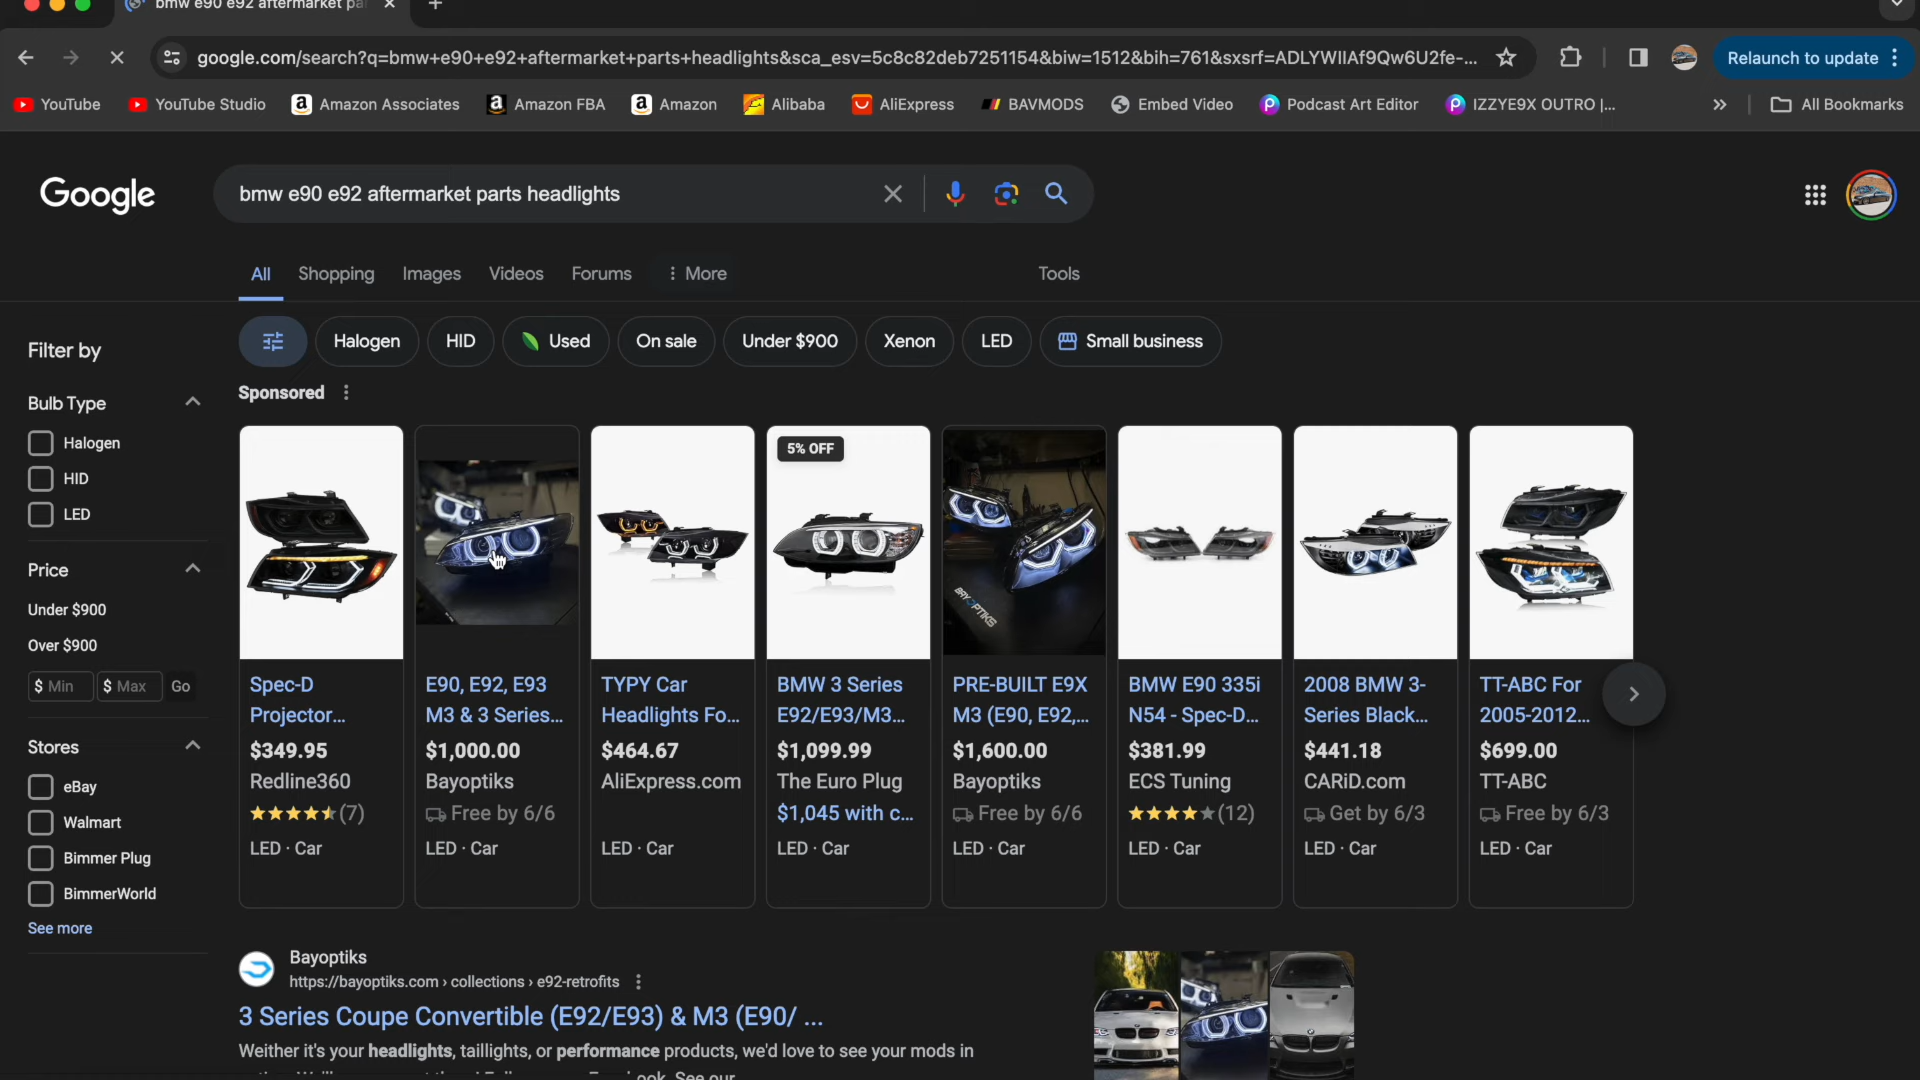 bmw e90 e92 aftermarket pa
google.com/search?q=bmw+e90+e92+aftermarket+parts+headlights&sca_esv=5c8c82deb7251154&biw=1512&bih=761&sxsrf=ADLYWIIAf9Qw6U2fe-...
Relaunch to update
YouTube
YouTube Studio
Amazon Associates
Amazon FBA
Amazon
Alibaba
AliExpress
BAVMODS
Embed Video
Podcast Art Editor
IZZYE9X OUTRO |...
»
All Bookmarks
Google
bmw e90 e92 aftermarket parts headlights
All
Shopping
Images
Videos
Forums
More
Tools
Filter by
Halogen
HID
Used
On sale
Under $900
Xenon
LED
Small business
Bulb Type
Halogen
HID
LED
Price
Under $900
Over $900
$ Min
$ Max
Go
Stores
eBay
Walmart
Bimmer Plug
BimmerWorld
See more
Sponsored
Spec-D
Projector...
$349.95
Redline360
(7)
LED · Car
E90, E92, E93
M3 & 3 Series...
$1,000.00
Bayoptiks
Free by 6/6
LED · Car
TYPY Car
Headlights Fo...
$464.67
AliExpress.com
LED · Car
5% OFF
BMW 3 Series
E92/E93/M3...
$1,099.99
The Euro Plug
$1,045 with c...
LED · Car
BAYOPTIKS
PRE-BUILT E9X
M3 (E90, E92,...
$1,600.00
Bayoptiks
Free by 6/6
LED · Car
BMW E90 335i
N54 - Spec-D...
$381.99
ECS Tuning
(12)
LED · Car
2008 BMW 3-
Series Black...
$441.18
CARiD.com
Get by 6/3
LED · Car
TT-ABC For
2005-2012...
$699.00
TT-ABC
Free by 6/3
LED · Car
Bayoptiks
https://bayoptiks.com › collections › e92-retrofits
3 Series Coupe Convertible (E92/E93) & M3 (E90/ ...
Weither it's your headlights, taillights, or performance products, we'd love to see your mods in